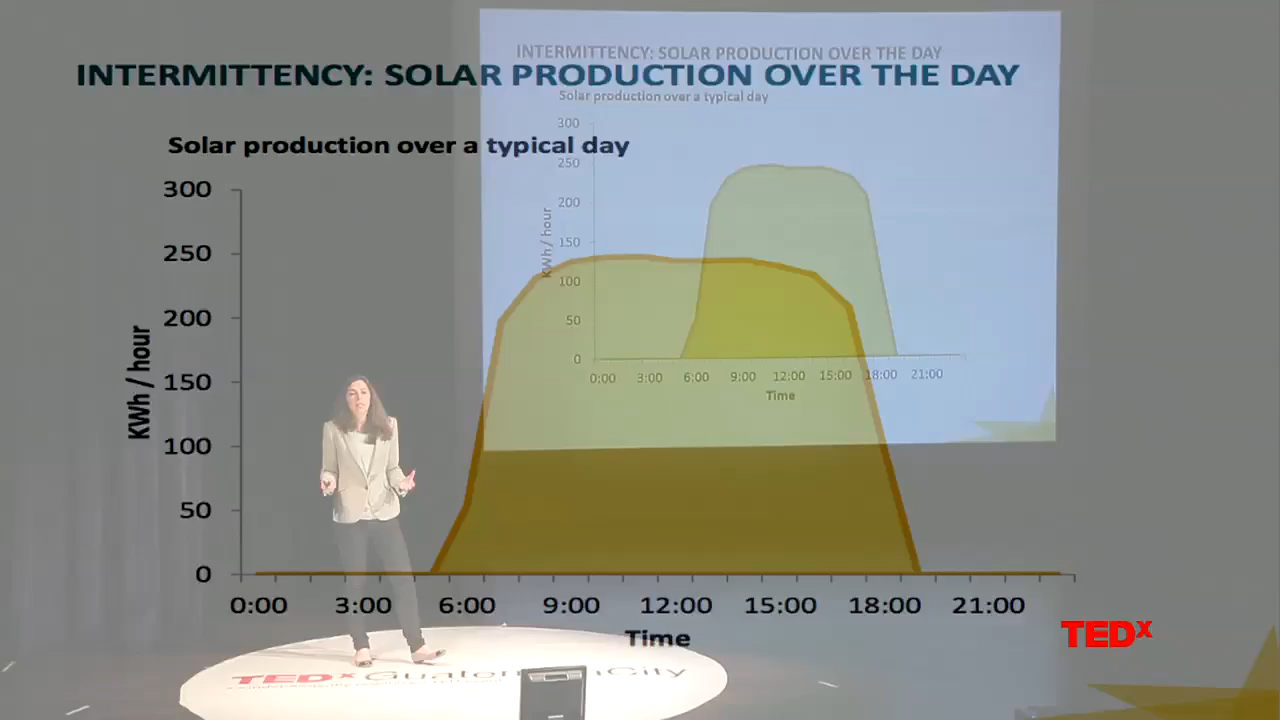 INTERMITTENCY: SOLAR PRODUCTION OVER THE DAY
Solar production over a typical day
300
250
200
150
100
50
0
KWh / hour
0:00 3:00 6:00 9:00 12:00 15:00 18:00 21:00
Time
INTERMITTENCY: SOLAR PRODUCTION OVER THE DAY
Solar production over a typical day
300
250
200
150
100
50
0
KWh / hour
0:00 3:00 6:00 9:00 12:00 15:00 18:00 21:00
Time
TEDx
TEDxGuatemalaCity